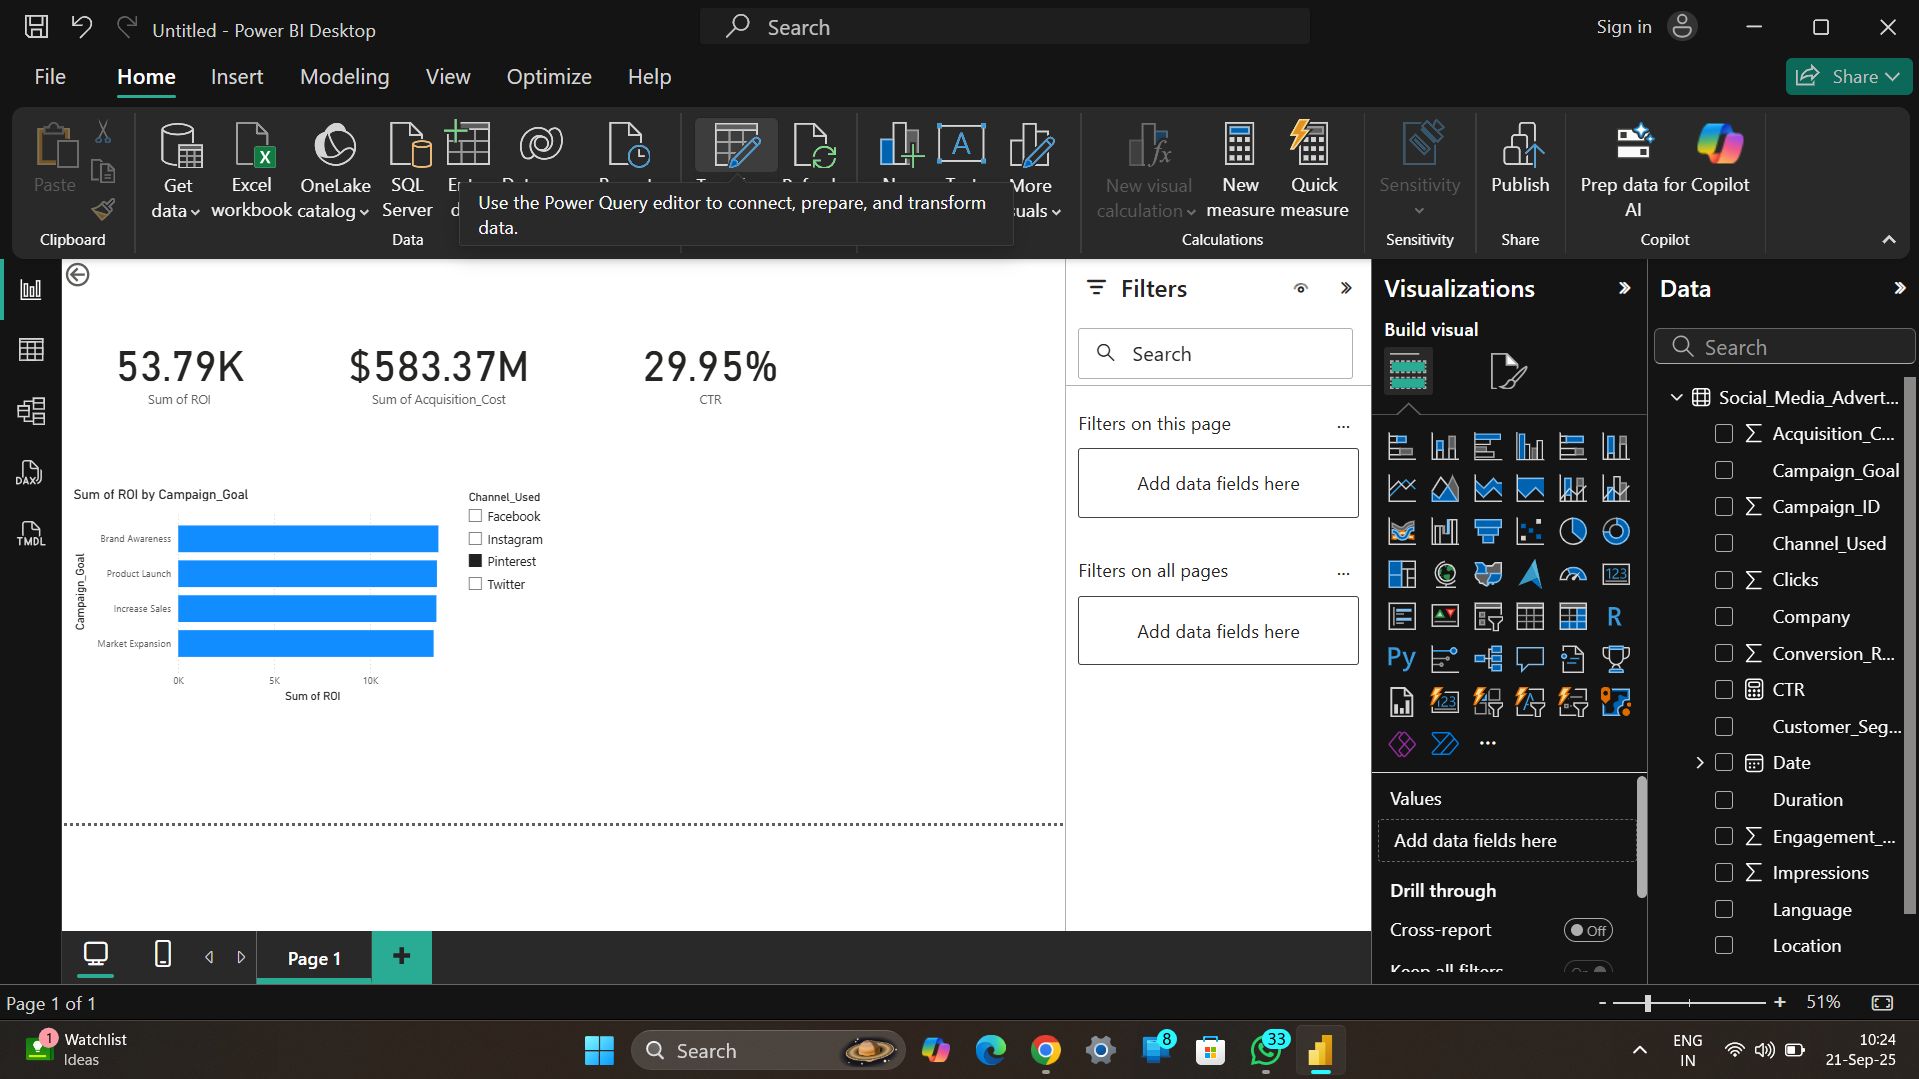 Untitled - Power BI Desktop
Search
Sign in
File
Home
Insert
Modeling
View
Optimize
Help
Share
Paste
Clipboard
Get data
Excel workbook
OneLake catalog
SQL Server
Data
Use the Power Query editor to connect, prepare, and transform
data.
More
New visual calculation
New measure
Quick measure
Calculations
Sensitivity
Sensitivity
Publish
Share
Prep data for AI
Copilot
Copilot
53.79K
Sum of ROI
$583.37M
Sum of Acquisition_Cost
29.95%
CTR
Sum of ROI by Campaign_Goal
Campaign_Goal
Brand Awareness
Product Launch
Increase Sales
Market Expansion
0K
5K
10K
Sum of ROI
Channel_Used
Facebook
Instagram
Pinterest
Twitter
Filters
Search
Filters on this page
...
Add data fields here
Filters on all pages
...
Add data fields here
Visualizations
Build visual
123
R
Py
123
...
Values
Add data fields here
Drill through
Cross-report
Off
Keep all filters
On
Data
Search
Social_Media_Advert...
Acquisition_C...
Campaign_Goal
Campaign_ID
Channel_Used
Clicks
Company
Conversion_R...
CTR
Customer_Seg...
Date
Duration
Engagement_...
Impressions
Language
Location
DAX
TMDL
Page 1
Page 1 of 1
51%
1
Watchlist
Ideas
Search
8
33
ENG
IN
10:24
21-Sep-25